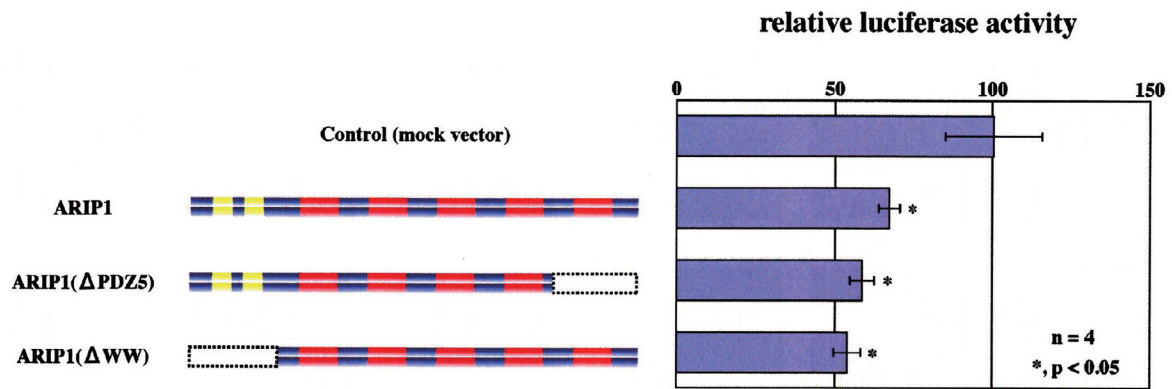 relative luciferase activity
0 50 100 150
Control (mock vector)
ARIP1
*
ARIP1(ΔPDZ5)
*
ARIP1(ΔWW)
*
n = 4
*, p < 0.05